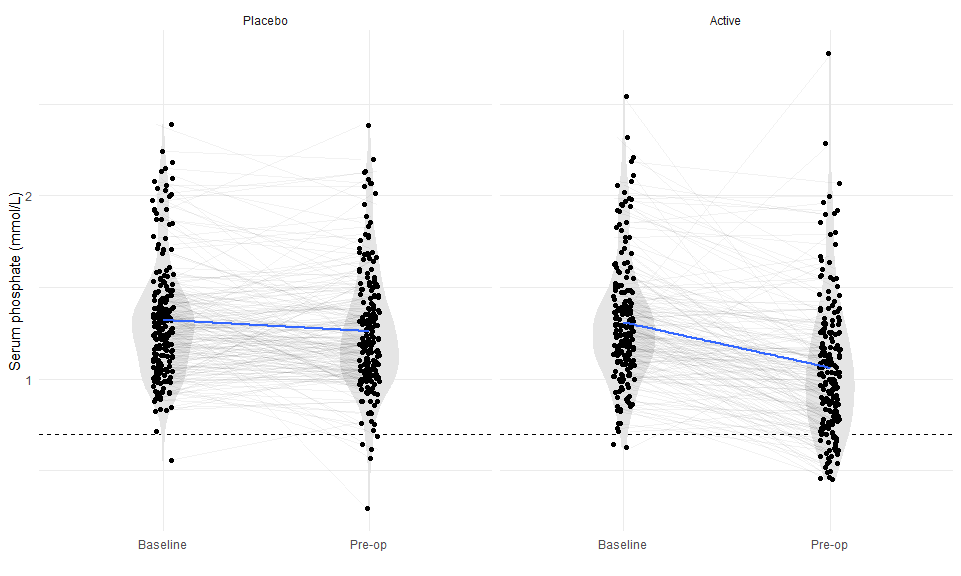 Placebo
Active
Serum phosphate (mmol/L)
2
1
Baseline
Pre-op
Baseline
Pre-op